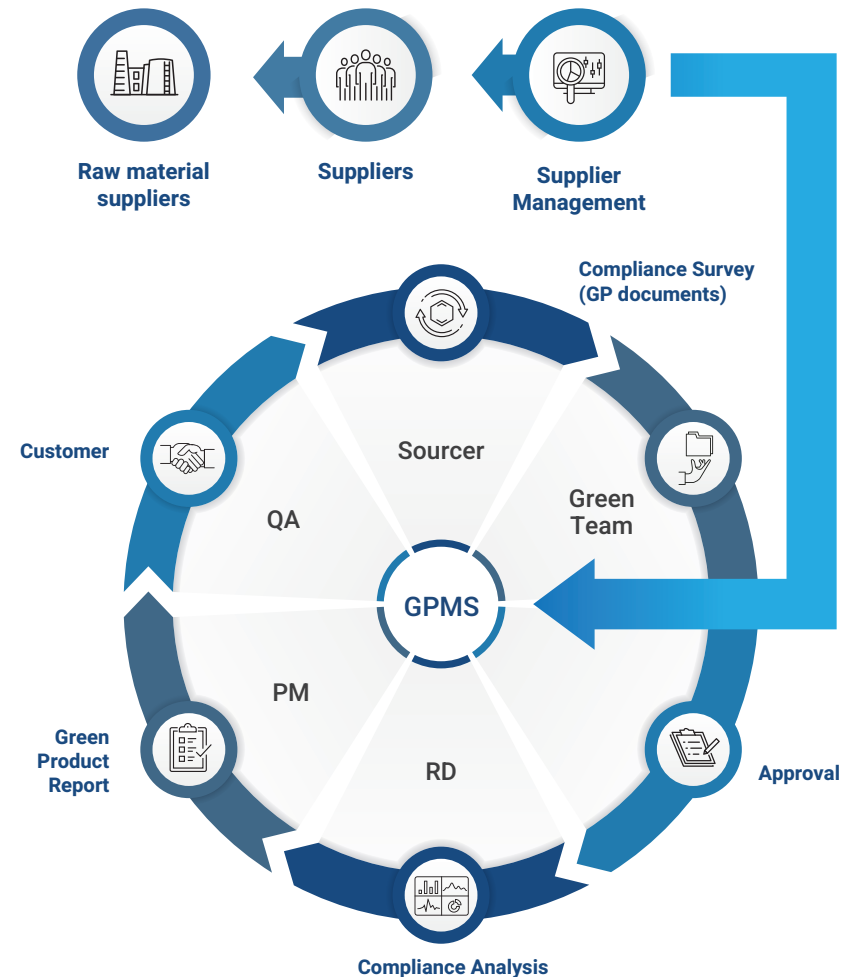 Raw material
suppliers
Suppliers
Supplier
Management
Compliance Survey
(GP documents)
Customer
Sourcer
QA
Green
Team
GPMS
PM
RD
Green
Product
Report
Approval
Compliance Analysis